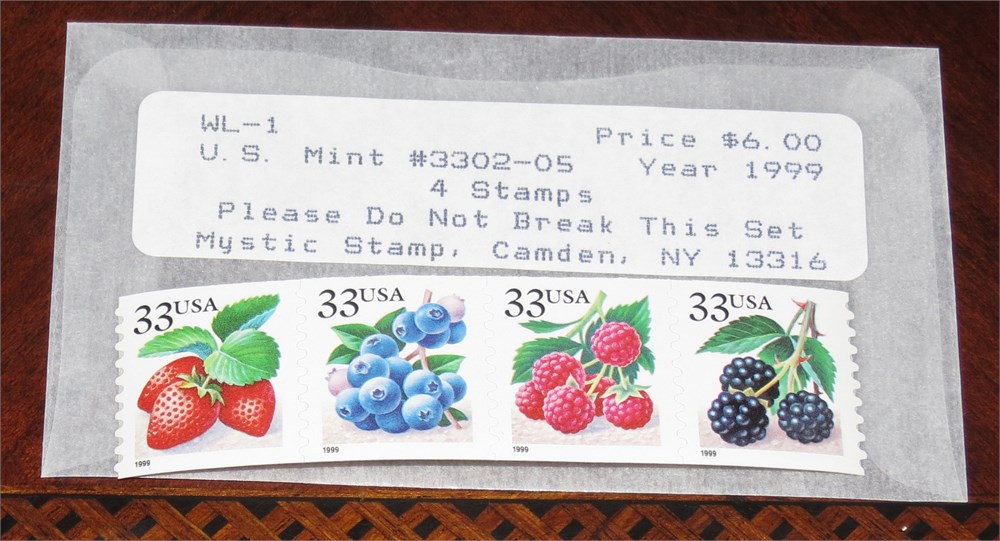 WL-1
Price $6.00
U.S. Mint #3302-05 Year 1999
4 Stamps
Please Do Not Break This Set
Mystic Stamp, Camden, NY 13316
33USA 33USA 33USA 33USA
1999 1999 1999 1999